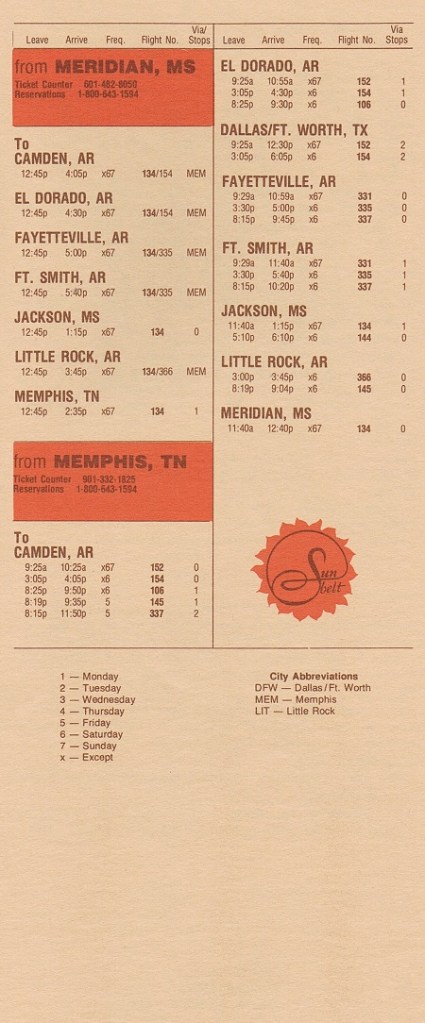 Leave Arrive Freq. Flight No. Via/ Stops
from MERIDIAN, MS
Ticket Counter 601-482-8050
Reservations 1-800-643-1594
To
CAMDEN, AR
12:45p 4:05p x67 134/154 MEM
EL DORADO, AR
12:45p 4:30p x67 134/154 MEM
FAYETTEVILLE, AR
12:45p 5:00p x67 134/335 MEM
FT. SMITH, AR
12:45p 5:40p x67 134/335 MEM
JACKSON, MS
12:45p 1:15p x67 134 0
LITTLE ROCK, AR
12:45p 3:45p x67 134/366 MEM
MEMPHIS, TN
12:45p 2:35p x67 134 1
from MEMPHIS, TN
Ticket Counter 901-332-1625
Reservations 1-800-643-1594
To
CAMDEN, AR
9:25a 10:25a x67 152 0
3:05p 4:05p x6 154 0
8:25p 9:50p x6 106 1
8:19p 9:35p 5 145 1
8:15p 11:50p 5 337 2
Leave Arrive Freq. Flight No. Via Stops
EL DORADO, AR
9:25a 10:55a x67 152 1
3:05p 4:30p x6 154 1
8:25p 9:30p x6 106 0
DALLAS/FT. WORTH, TX
9:25a 12:30p x67 152 2
3:05p 6:05p x6 154 2
FAYETTEVILLE, AR
9:29a 10:59a x67 331 0
3:30p 5:00p x6 335 0
8:15p 9:45p x6 337 0
FT. SMITH, AR
9:29a 11:40a x67 331 1
3:30p 5:40p x6 335 1
8:15p 10:20p x6 337 1
JACKSON, MS
11:40a 1:15p x67 134 1
5:10p 6:10p x6 144 0
LITTLE ROCK, AR
3:00p 3:45p x6 366 0
8:19p 9:04p x6 145 0
MERIDIAN, MS
11:40a 12:40p x67 134 0
Sun
belt
1 — Monday
2 — Tuesday
3 — Wednesday
4 — Thursday
5 — Friday
6 — Saturday
7 — Sunday
x — Except
City Abbreviations
DFW — Dallas/Ft. Worth
MEM — Memphis
LIT — Little Rock